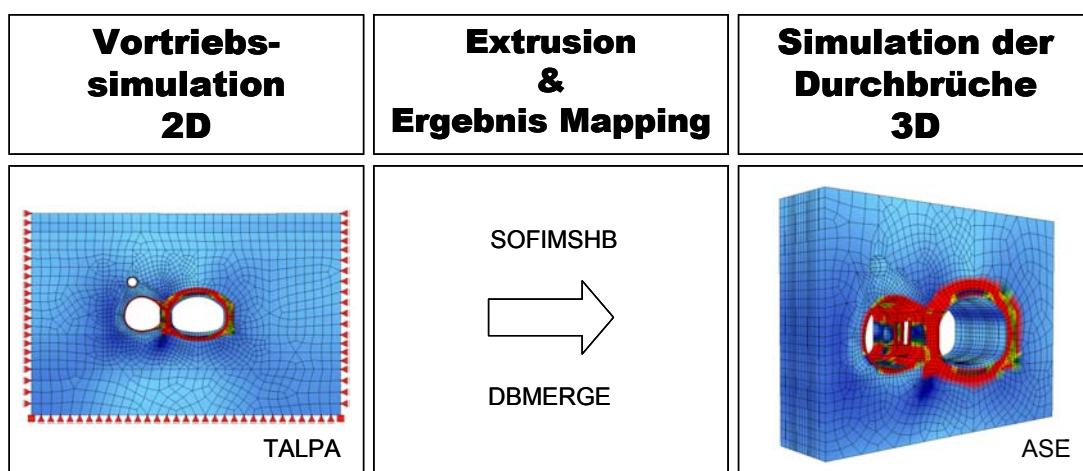 Vortriebs-
simulation
2D
Extrusion
&
Ergebnis Mapping
Simulation der
Durchbrüche
3D
TALPA
SOFIMSHB
DBMERGE
ASE